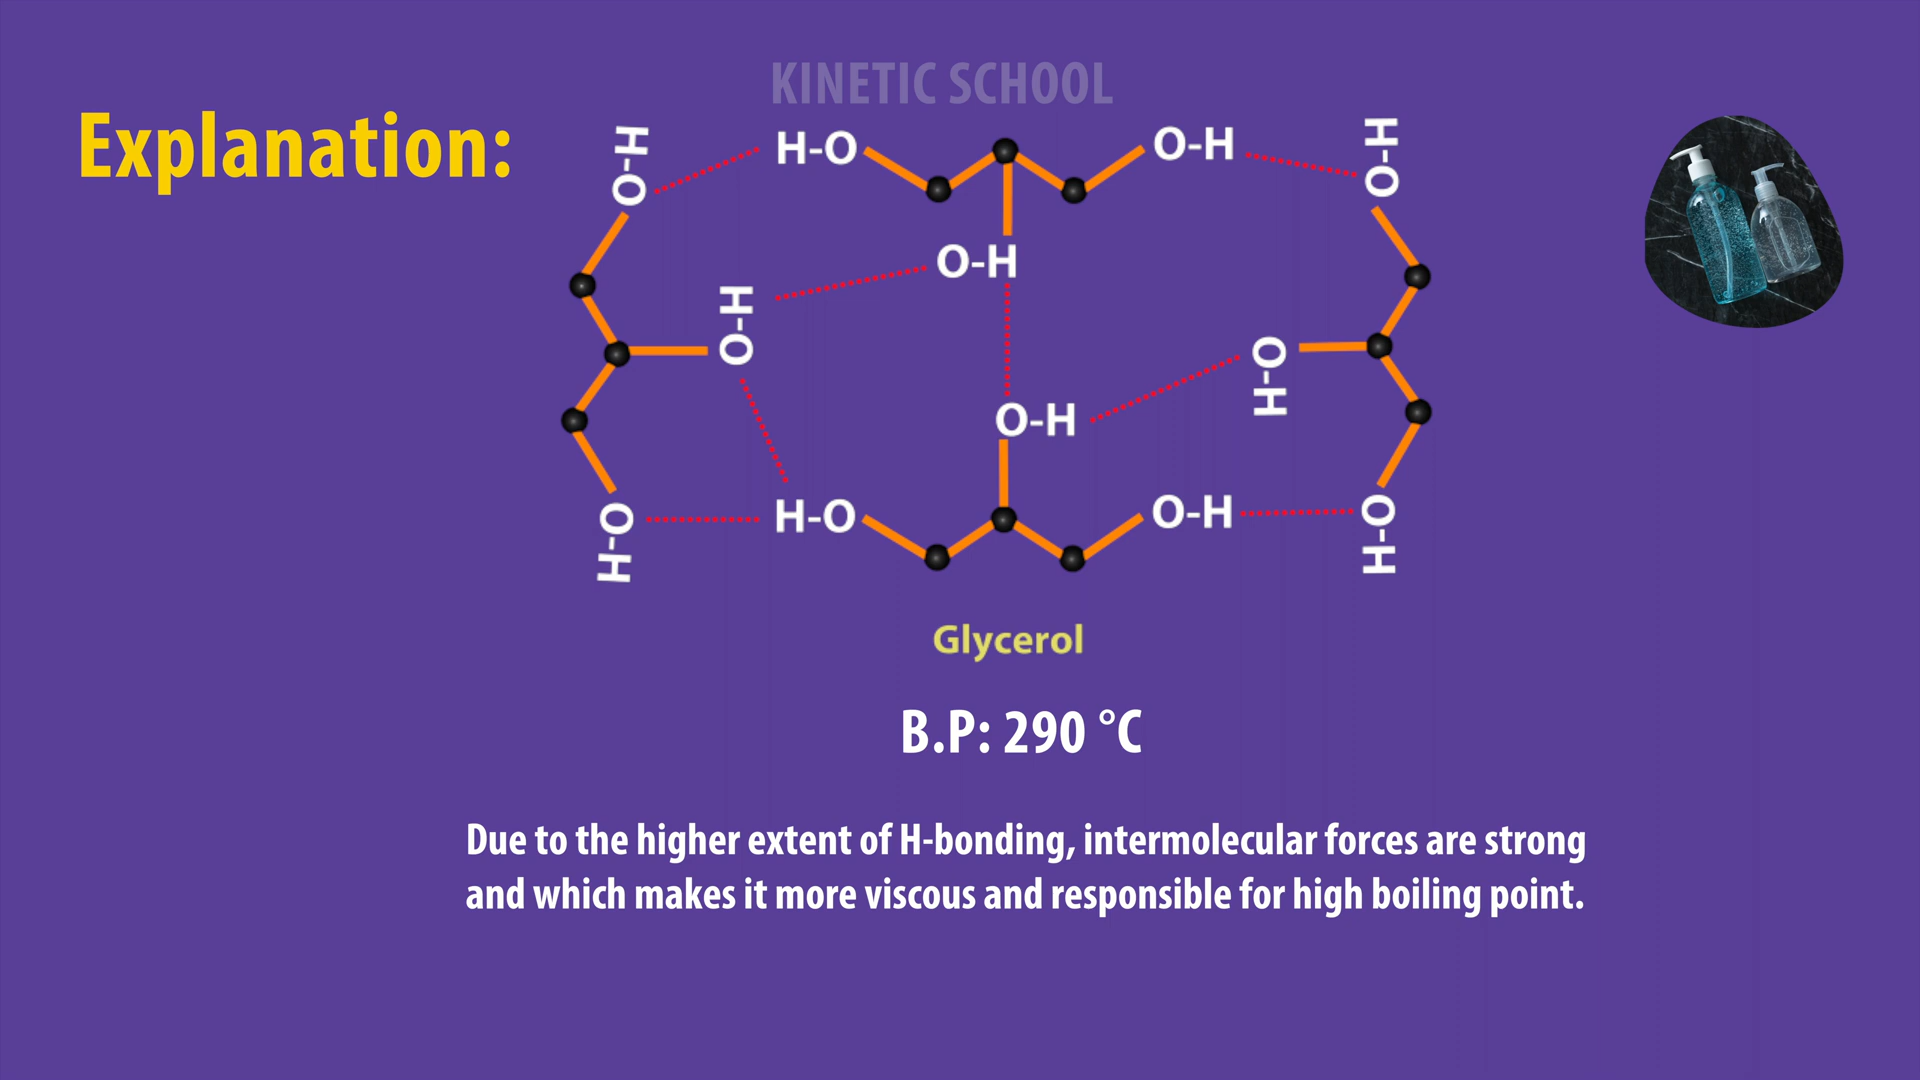 KINETIC SCHOOL
Explanation:
O-H
H-O
O-H
O-H
O-H
O-H
O-H
O-H
O-H
H-O
O-H
O-H
Glycerol
B.P: 290 °C
Due to the higher extent of H-bonding, intermolecular forces are strong
and which makes it more viscous and responsible for high boiling point.